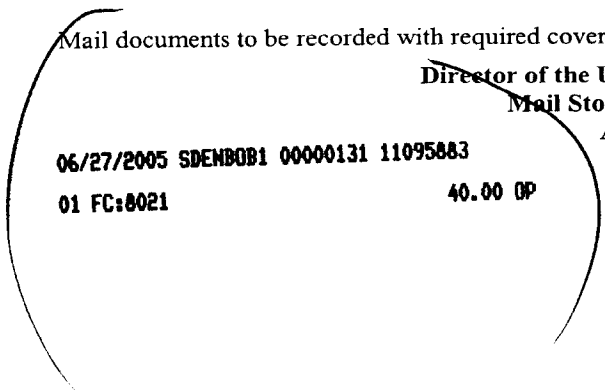 Mail documents to be recorded with required cover
Director of the U
Mail Sto
06/27/2005 SDENBOB1 00000131 11095883
01 FC:8021 40.00 OP